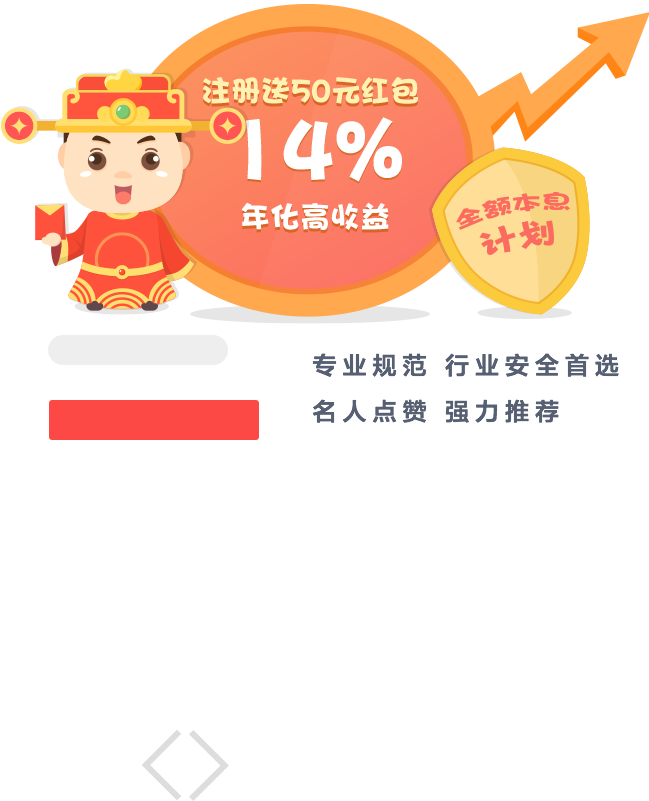 注册送50元红包
14%
年化高收益
全额本息
计划
专业规范 行业安全首选
名人点赞 强力推荐